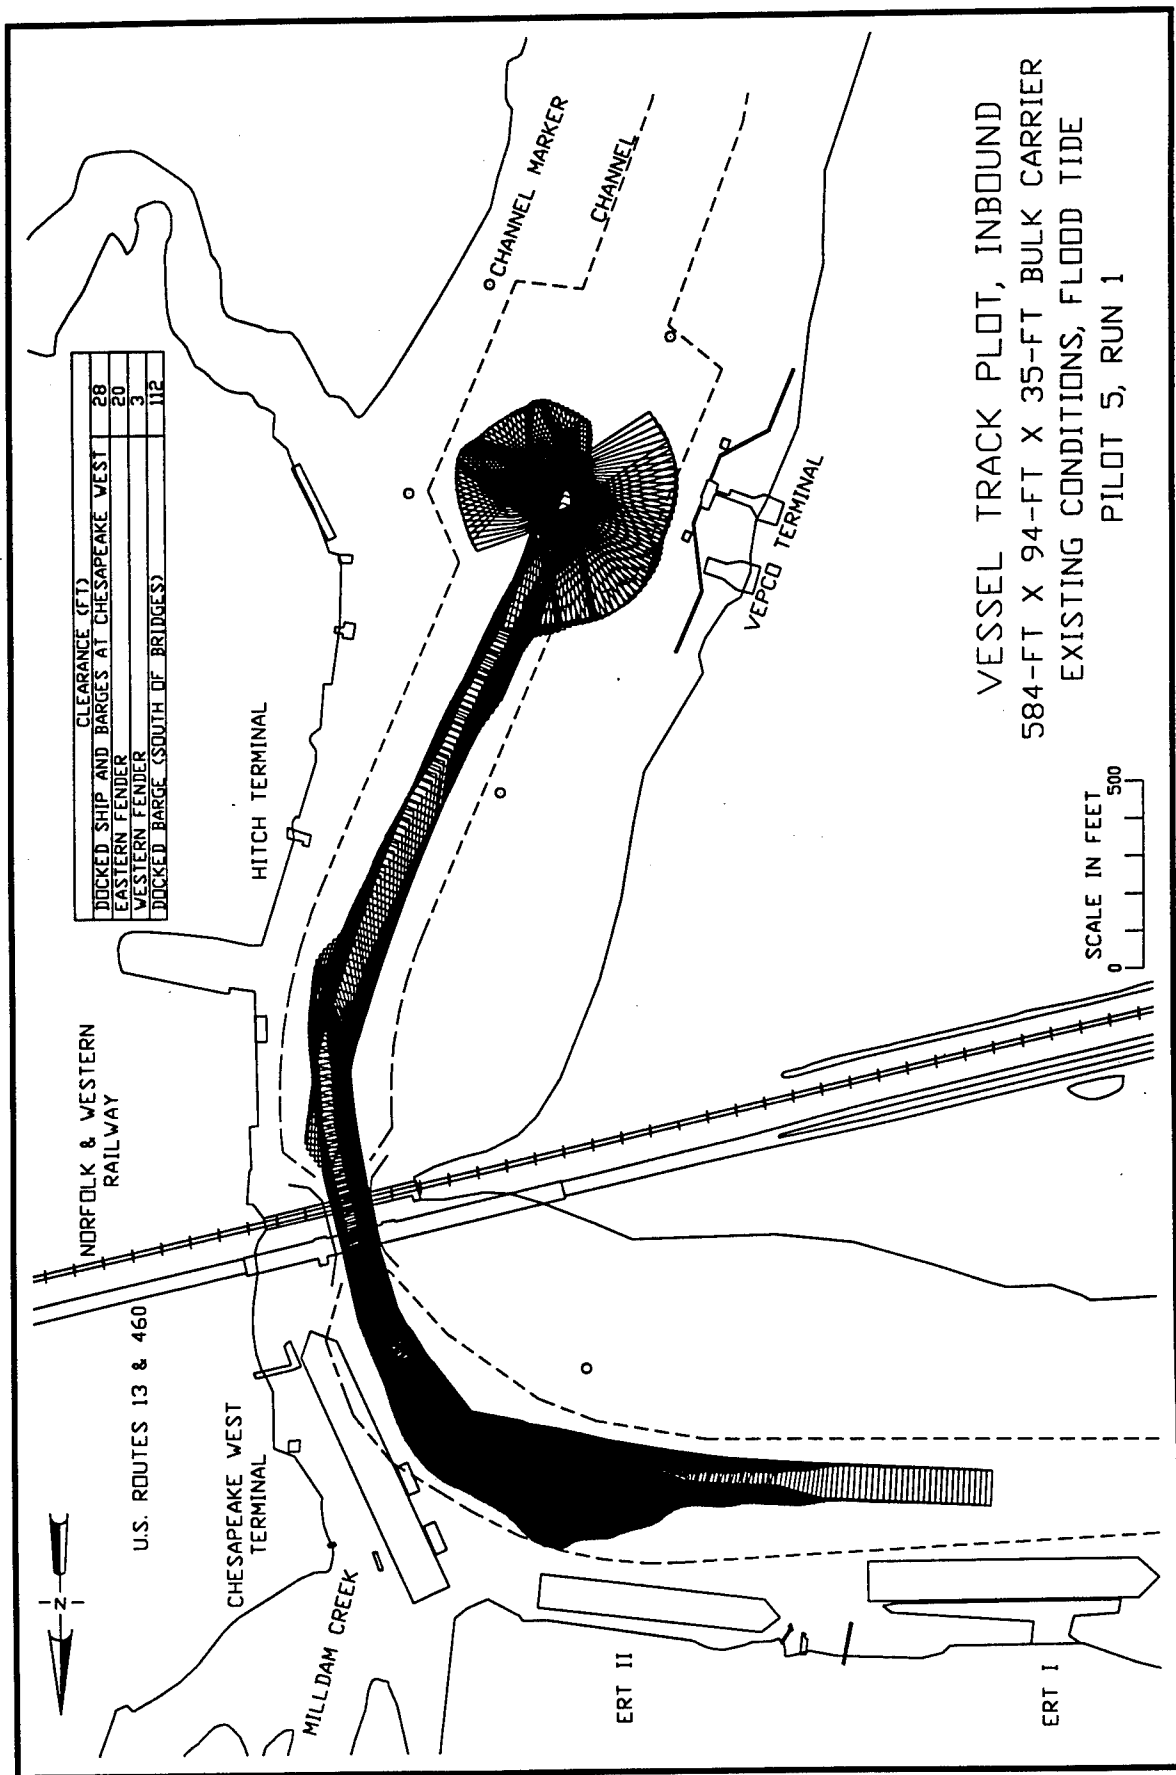 CLEARANCE (FT)
DOCKED SHIP AND BARGES AT CHESAPEAKE WEST 28
EASTERN FENDER 20
WESTERN FENDER 3
DOCKED BARGE (SOUTH OF BRIDGES) 112
CHANNEL MARKER
CHANNEL
HITCH TERMINAL
VEPCO TERMINAL
NORFOLK & WESTERN
RAILWAY
U.S. ROUTES 13 & 460
CHESAPEAKE WEST
TERMINAL
N
MILLDAM CREEK
ERT II
ERT I
SCALE IN FEET
0 500
VESSEL TRACK PLOT, INBOUND
584-FT X 94-FT X 35-FT BULK CARRIER
EXISTING CONDITIONS, FLOOD TIDE
PILOT 5, RUN 1